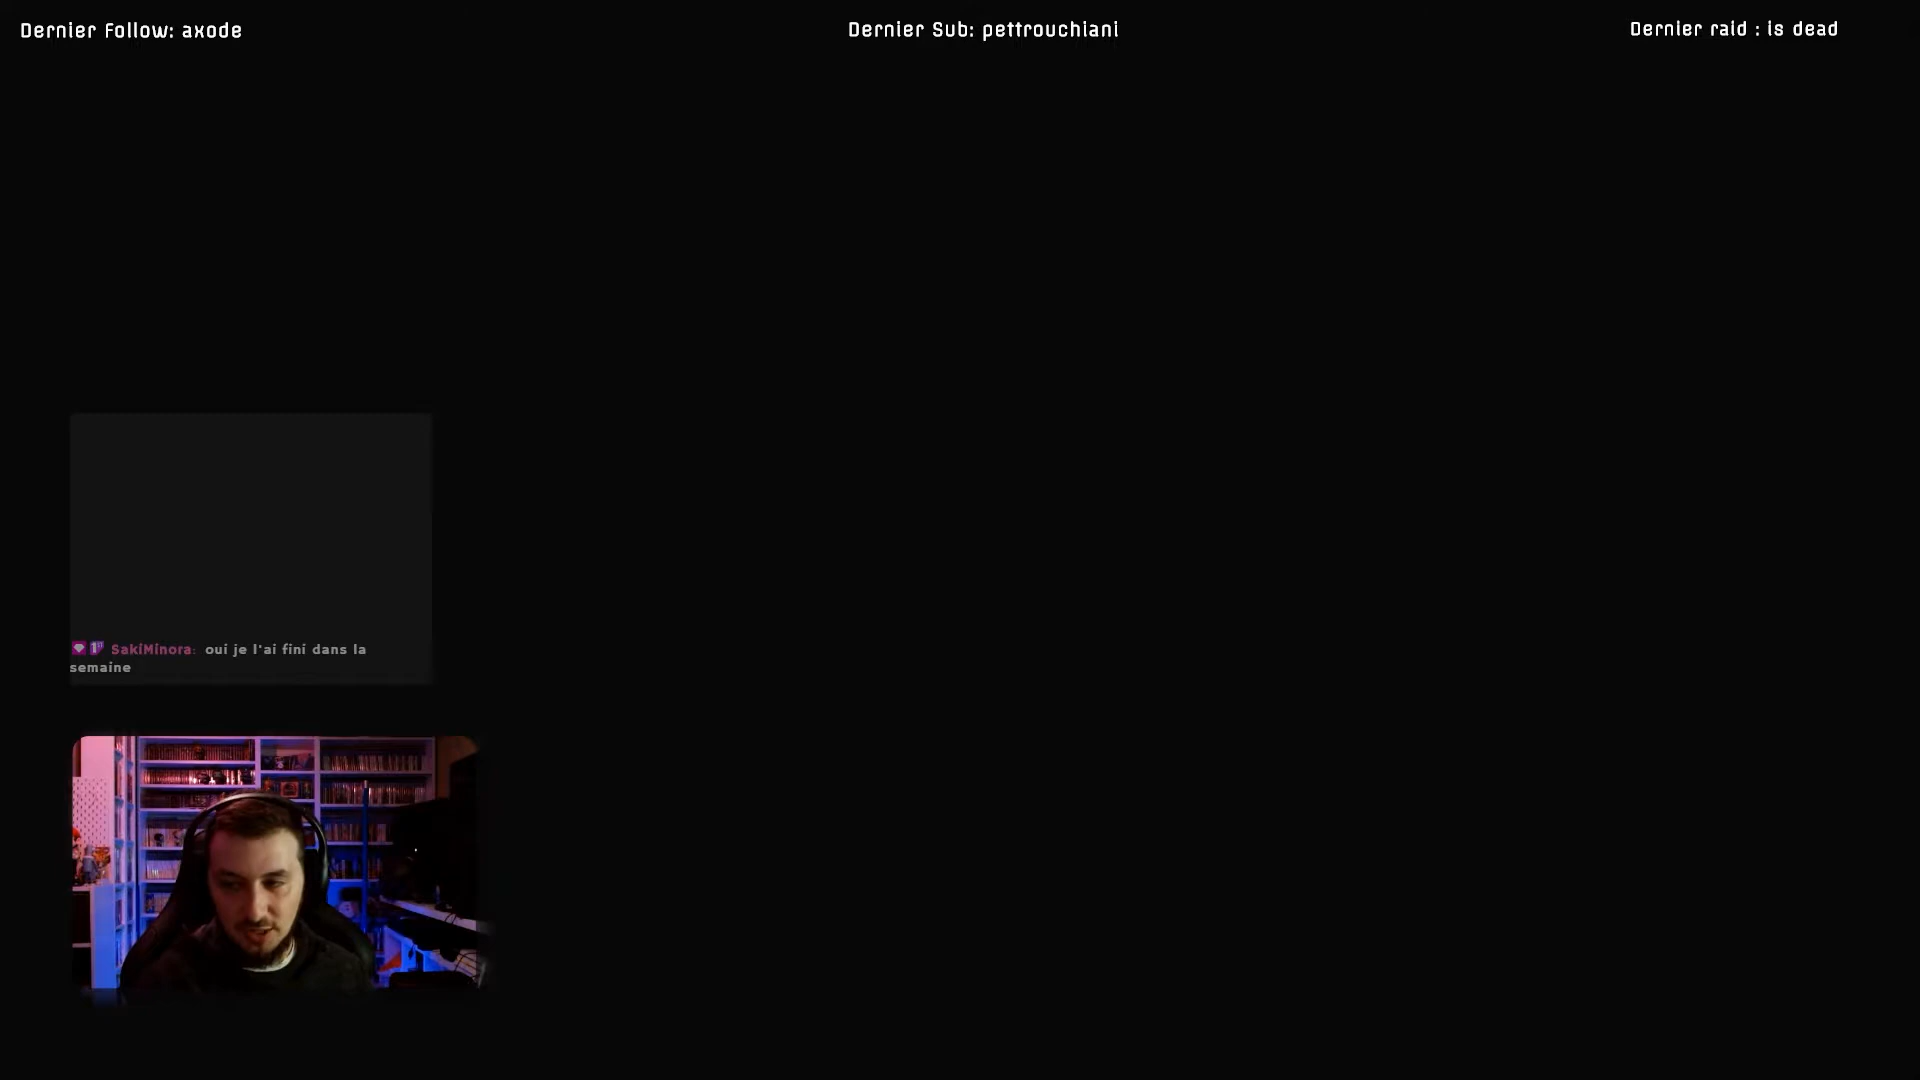 Dernier Follow: axode
Dernier Sub: pettrouchiani
Dernier raid : is dead
SakiMinora: oui je l'ai fini dans la
semaine